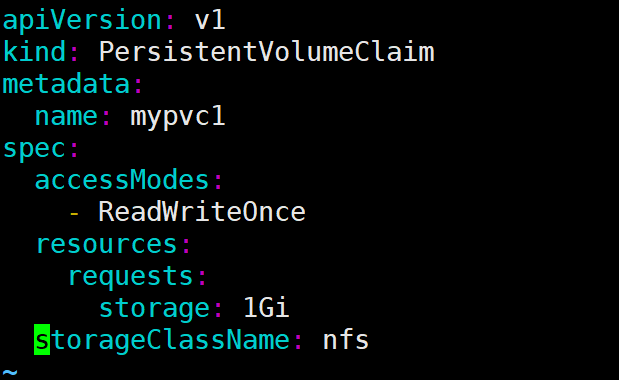 apiVersion: v1
kind: PersistentVolumeClaim
metadata:
  name: mypvc1
spec:
  accessModes:
    - ReadWriteOnce
  resources:
    requests:
      storage: 1Gi
  storageClassName: nfs
~